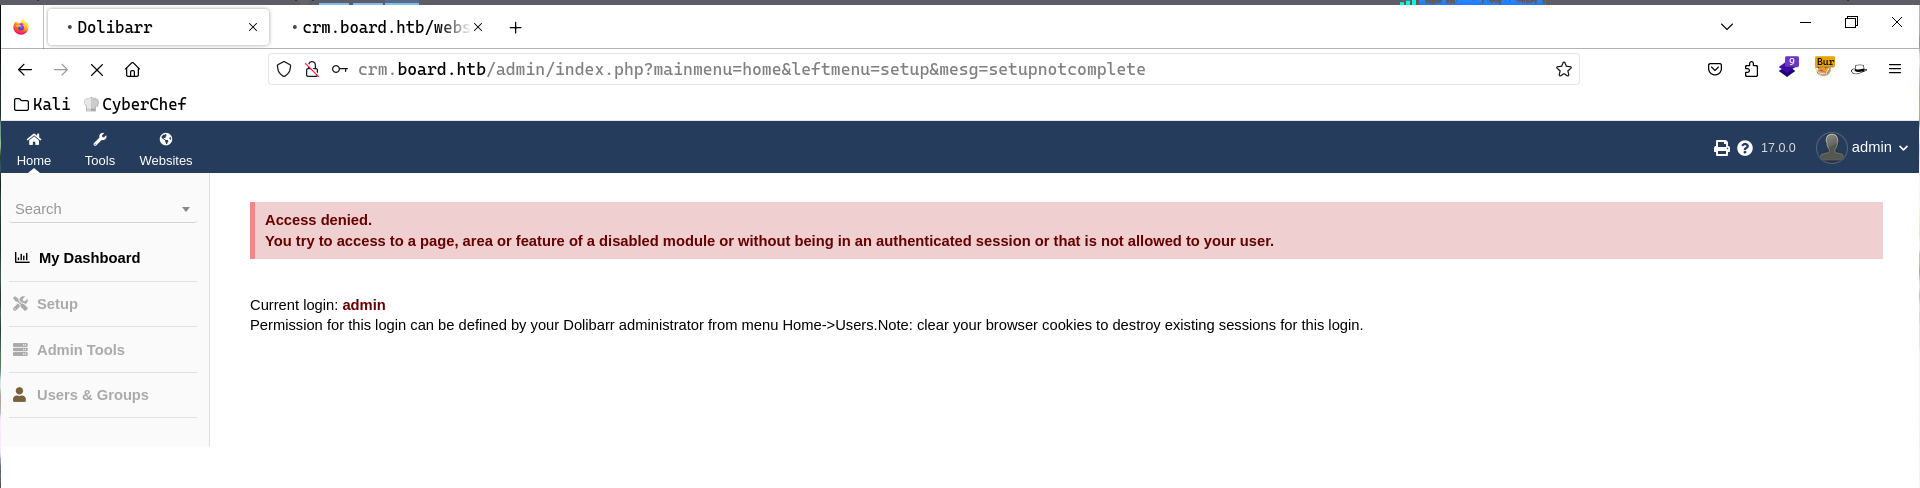 Dolibarr
crm.board.htb/webs
crm.board.htb/admin/index.php?mainmenu=home&leftmenu=setup&mesg=setupnotcomplete
9
Bur
Kali
CyberChef
Home
Tools
Websites
17.0.0
admin
Search
My Dashboard
Setup
Admin Tools
Users & Groups
Access denied.
You try to access to a page, area or feature of a disabled module or without being in an authenticated session or that is not allowed to your user.
Current login: admin
Permission for this login can be defined by your Dolibarr administrator from menu Home->Users.Note: clear your browser cookies to destroy existing sessions for this login.